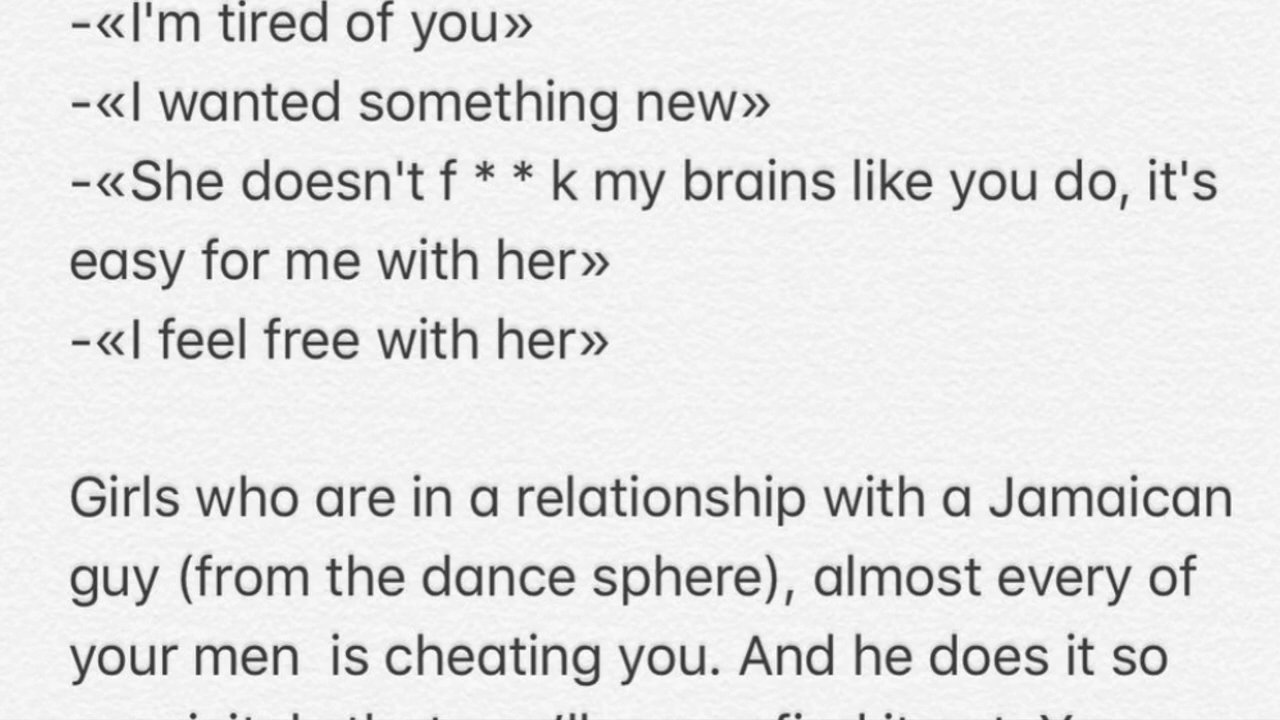 -«I'm tired of you»
-«I wanted something new»
-«She doesn't f * * k my brains like you do, it's
easy for me with her»
-«I feel free with her»
Girls who are in a relationship with a Jamaican
guy (from the dance sphere), almost every of
your men  is cheating you. And he does it so